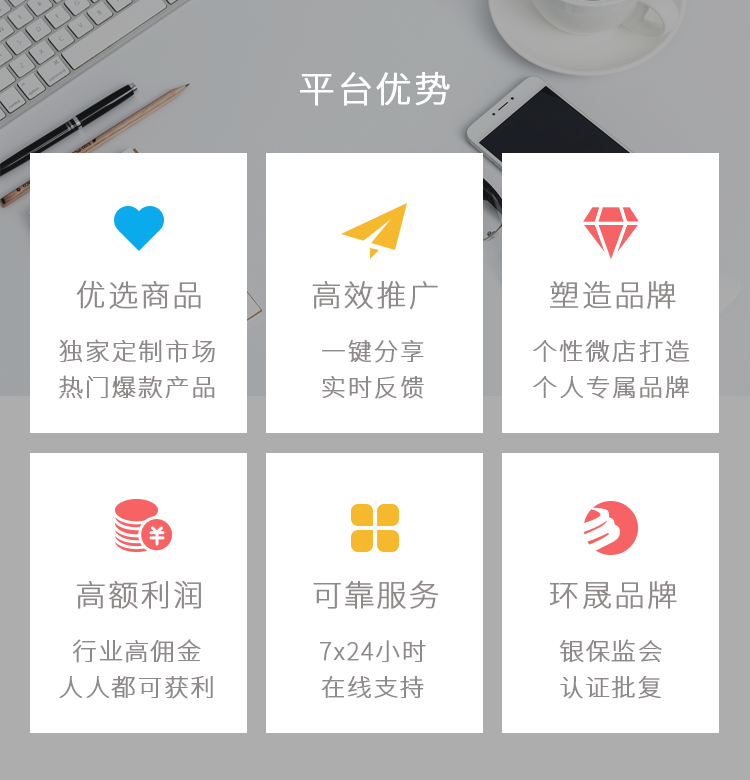 平台优势
优选商品
独家定制市场
热门爆款产品
高效推广
一键分享
实时反馈
塑造品牌
个性微店打造
个人专属品牌
高额利润
行业高佣金
人人都可获利
可靠服务
7x24小时
在线支持
环晟品牌
银保监会
认证批复